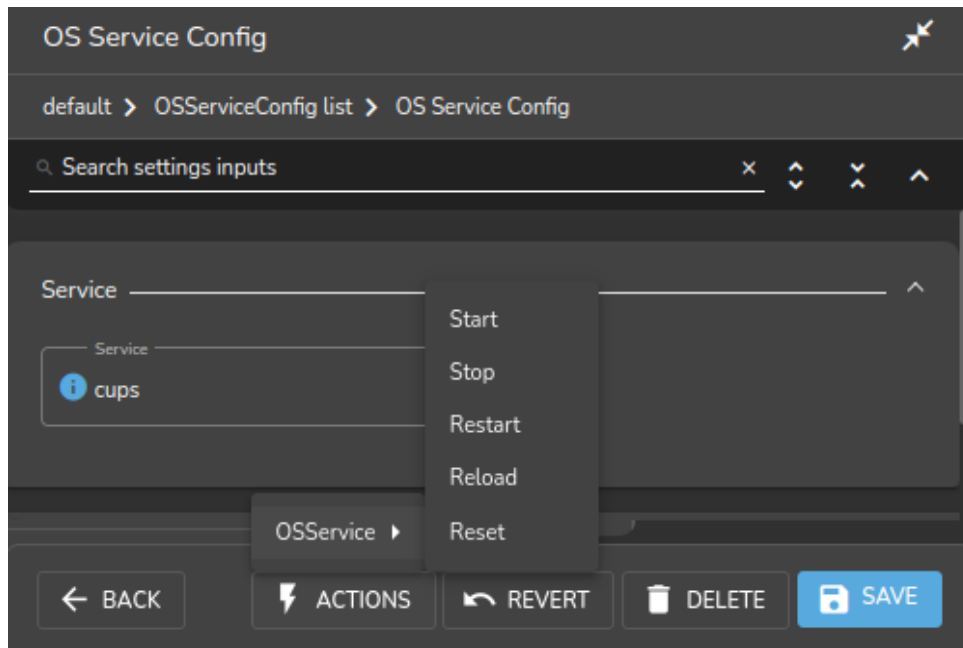 OS Service Config
default > OSServiceConfig list > OS Service Config
Search settings inputs
Service
Service
cups
Start
Stop
Restart
Reload
Reset
OSService
BACK ACTIONS REVERT DELETE SAVE